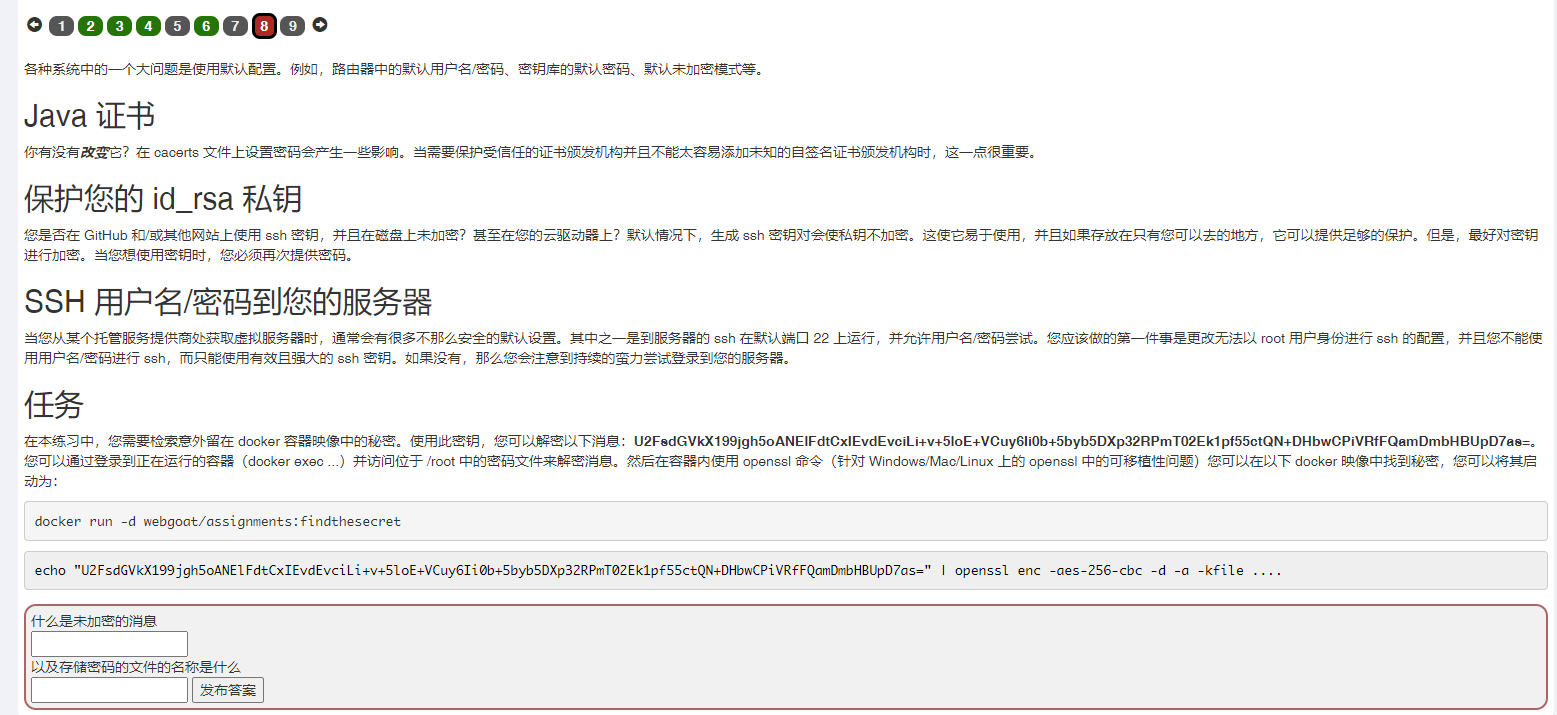 1 2 3 4 5 6 7 8 9
各种系统中的一个大问题是使用默认配置。例如，路由器中的默认用户名/密码、密钥库的默认密码、默认未加密模式等。
Java 证书
你有没有改变它？在 cacerts 文件上设置密码会产生一些影响。当需要保护受信任的证书颁发机构并且不能太容易添加未知的自签名证书颁发机构时，这一点很重要。
保护您的 id_rsa 私钥
您是否在 GitHub 和/或其他网站上使用 ssh 密钥，并且在磁盘上未加密？甚至在您的云驱动器上？默认情况下，生成 ssh 密钥对会使私钥不加密。这使它易于使用，并且如果存放在只有您可以去的地方，它可以提供足够的保护。但是，最好对密钥
进行加密。当您想使用密钥时，您必须再次提供密码。
SSH 用户名/密码到您的服务器
当您从某个托管服务提供商处获取虚拟服务器时，通常会有很多不那么安全的默认设置。其中之一是到服务器的 ssh 在默认端口 22 上运行，并允许用户名/密码尝试。您应该做的第一件事是更改无法以 root 用户身份进行 ssh 的配置，并且您不能使
用用户名/密码进行 ssh，而只能使用有效且强大的 ssh 密钥。如果没有，那么您会注意到持续的蛮力尝试登录到您的服务器。
任务
在本练习中，您需要检索意外留在 docker 容器映像中的秘密。使用此密钥，您可以解密以下消息：U2FsdGVkX199jgh5oANElFdtCxIEvdEvciLi+v+5loE+VCuy6Ii0b+5byb5DXp32RPmT02Ek1pf55ctQN+DHbwCPiVRfFQamDmbHBUpD7as=。
您可以通过登录到正在运行的容器（docker exec ...）并访问位于 /root 中的密码文件来解密消息。然后在容器内使用 openssl 命令（针对 Windows/Mac/Linux 上的 openssl 中的可移植性问题）您可以在以下 docker 映像中找到秘密，您可以将其启
动为：
docker run -d webgoat/assignments:findthesecret
echo "U2FsdGVkX199jgh5oANElFdtCxIEvdEvciLi+v+5loE+VCuy6Ii0b+5byb5DXp32RPmT02Ek1pf55ctQN+DHbwCPiVRfFQamDmbHBUpD7as=" | openssl enc -aes-256-cbc -d -a -kfile ....
什么是未加密的消息
以及存储密码的文件的名称是什么
发布答案